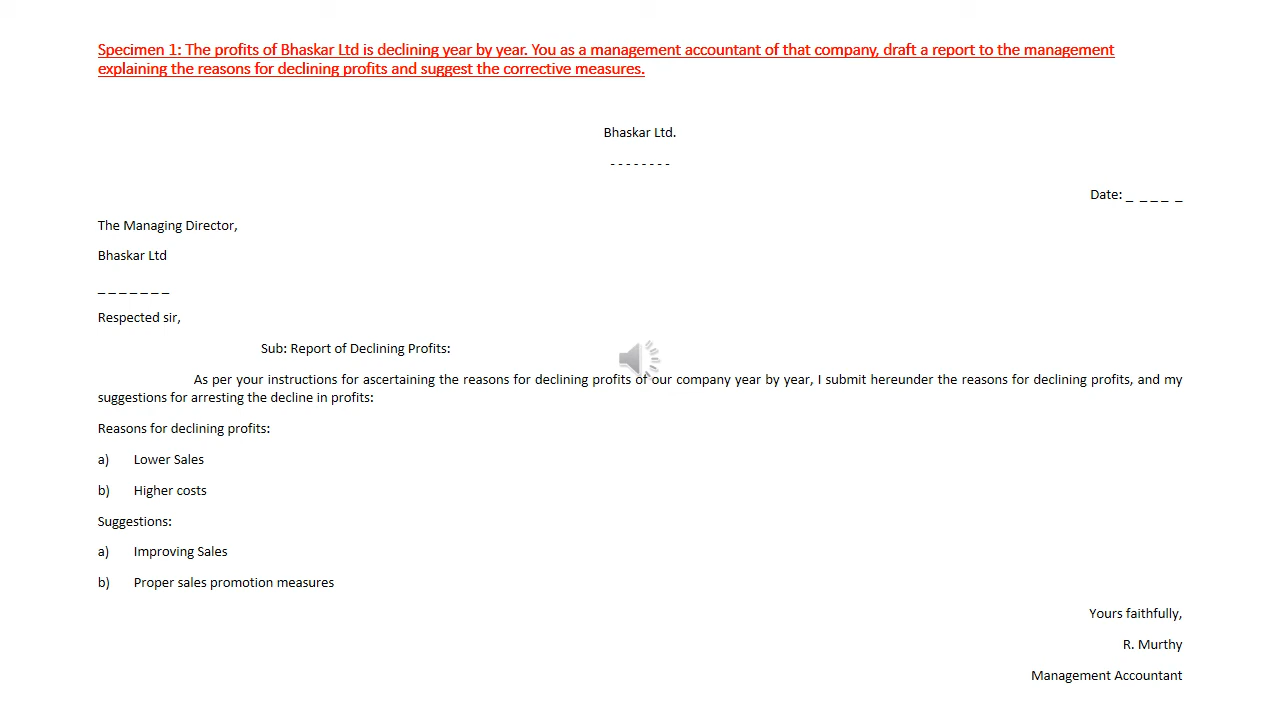 Specimen 1: The profits of Bhaskar Ltd is declining year by year. You as a management accountant of that company, draft a report to the management
explaining the reasons for declining profits and suggest the corrective measures.
Bhaskar Ltd.
- - - - - - - -
Date: _ _ _ _ _
The Managing Director,
Bhaskar Ltd
_ _ _ _ _ _ _
Respected sir,
Sub: Report of Declining Profits:
As per your instructions for ascertaining the reasons for declining profits of our company year by year, I submit hereunder the reasons for declining profits, and my
suggestions for arresting the decline in profits:
Reasons for declining profits:
a) Lower Sales
b) Higher costs
Suggestions:
a) Improving Sales
b) Proper sales promotion measures
Yours faithfully,
R. Murthy
Management Accountant